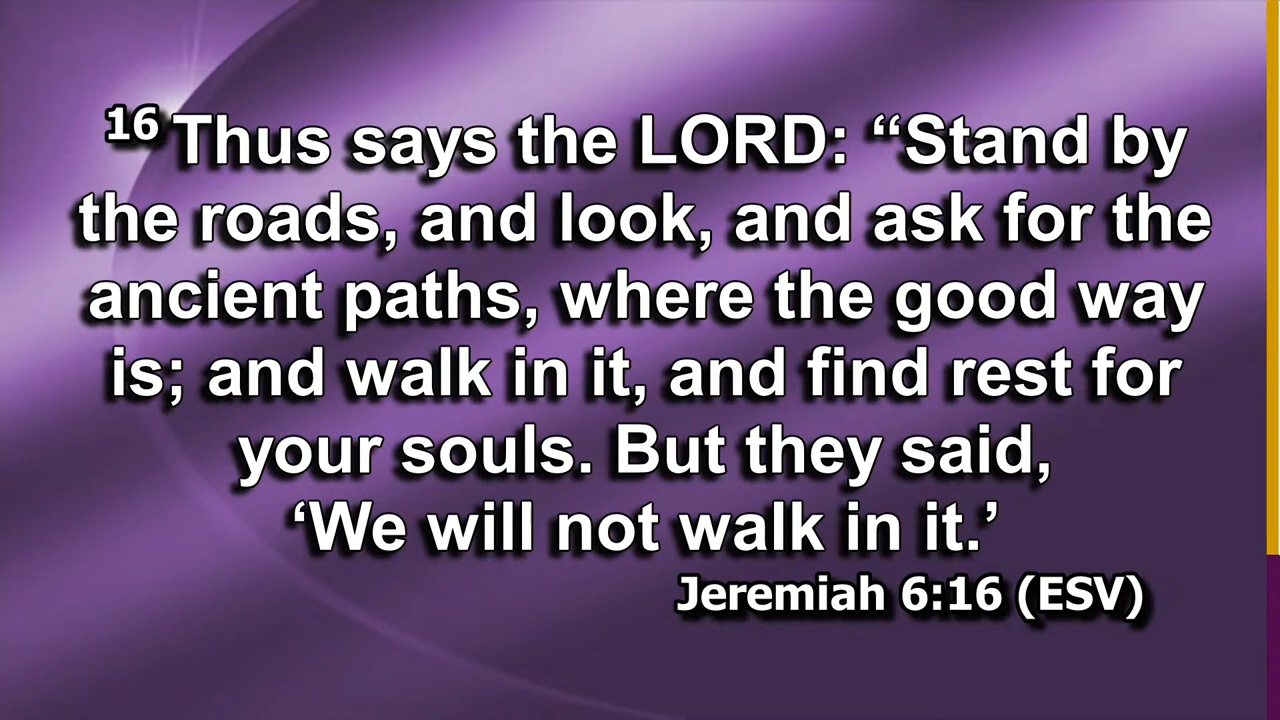 16 Thus says the LORD: “Stand by
the roads, and look, and ask for the
ancient paths, where the good way
is; and walk in it, and find rest for
your souls. But they said,
‘We will not walk in it.’
Jeremiah 6:16 (ESV)